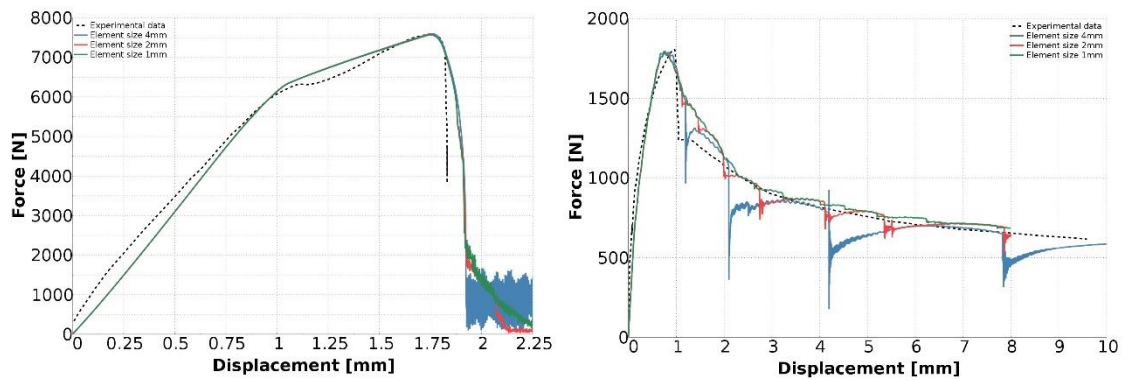 8000
7000
6000
5000
4000
3000
2000
1000
0
Force [N]
Experimental data
Element size 4mm
Element size 2mm
Element size 1mm
0 0.25 0.5 0.75 1 1.25 1.5 1.75 2 2.25
Displacement [mm]
2000
1500
1000
500
0
Force [N]
Experimental data
Element size 4mm
Element size 2mm
Element size 1mm
0 1 2 3 4 5 6 7 8 9 10
Displacement [mm]